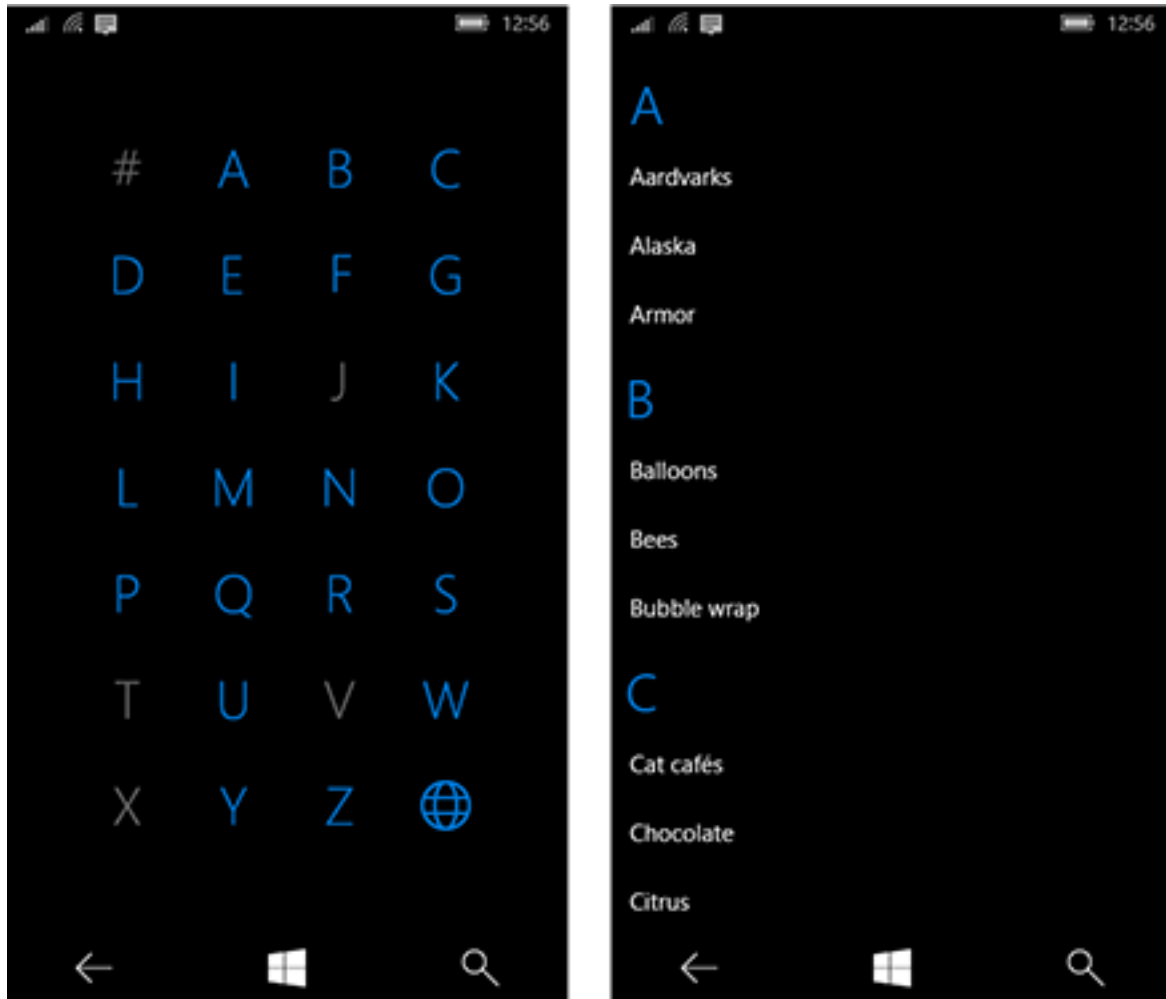 12:56
# A B C
D E F G
H I J K
L M N O
P Q R S
T U V W
X Y Z
12:56
A
Aardvarks
Alaska
Armor
B
Balloons
Bees
Bubble wrap
C
Cat cafés
Chocolate
Citrus